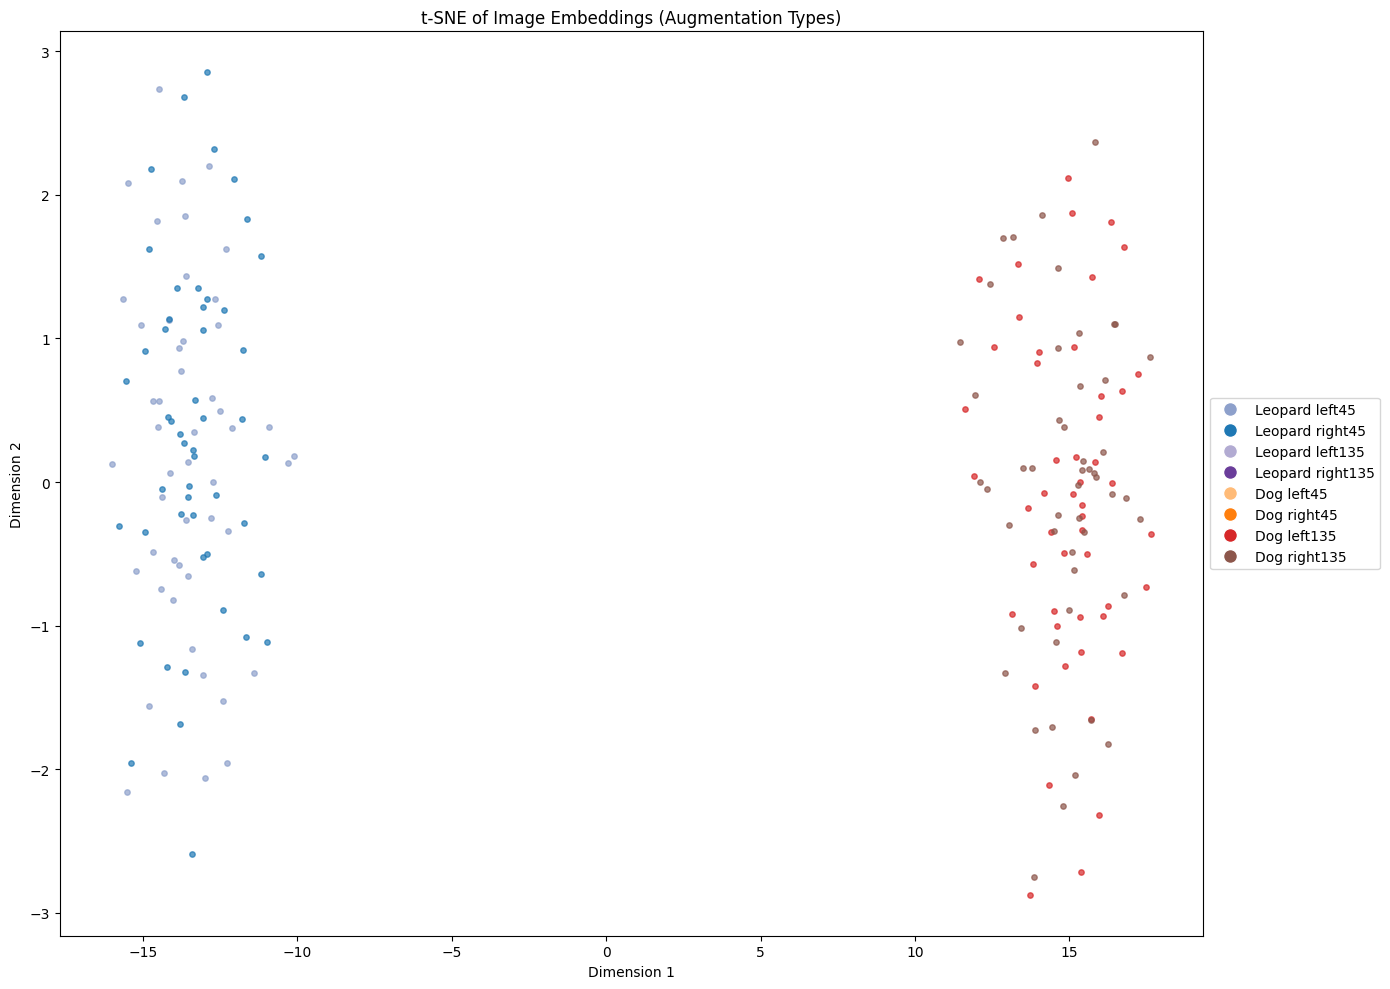 t-SNE of Image Embeddings (Augmentation Types)
3
2
1
0
−1
−2
−3
Dimension 2
−15
−10
−5
0
5
10
15
Dimension 1
Leopard left45
Leopard right45
Leopard left135
Leopard right135
Dog left45
Dog right45
Dog left135
Dog right135